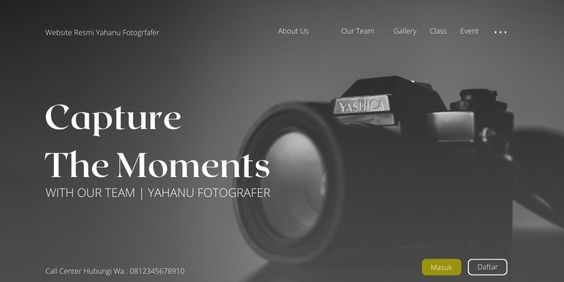 Website Resmi Yahanu Fotogrfafer
About Us
Our Team
Gallery
Class
Event
YASHICA
Capture
The Moments
WITH OUR TEAM | YAHANU FOTOGRAFER
Call Center Hubungi Wa : 0812345678910
Masuk
Daftar